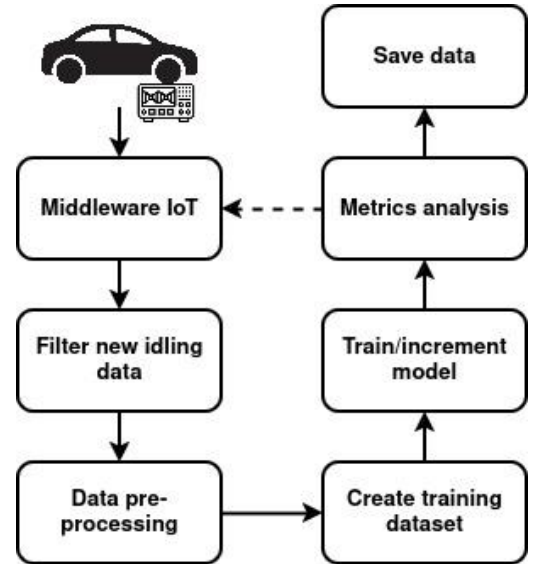 Middleware IoT
Filter new idling
data
Data pre-
processing
Create training
dataset
Train/increment
model
Metrics analysis
Save data